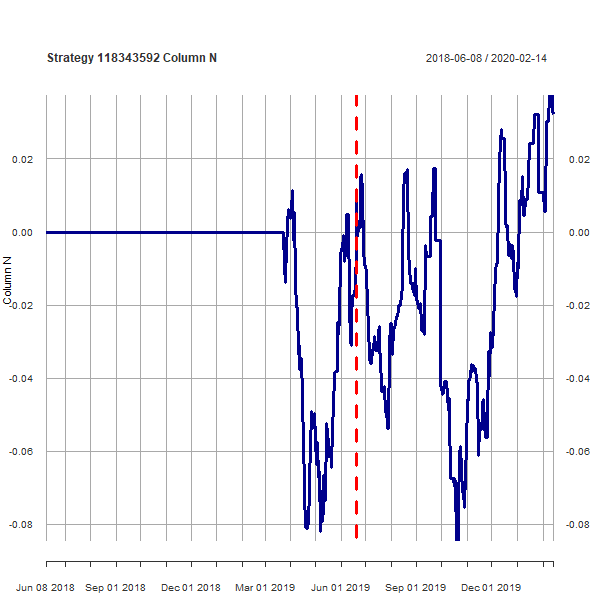 Strategy 118343592 Column N
2018-06-08 / 2020-02-14
0.02 0.02
0.00 0.00
Column N
-0.02 -0.02
-0.04 -0.04
-0.06 -0.06
-0.08 -0.08
Jun 08 2018 Sep 01 2018 Dec 01 2018 Mar 01 2019 Jun 01 2019 Sep 01 2019 Dec 01 2019